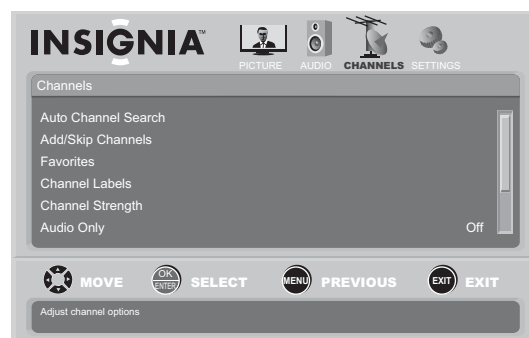 INSIGNIA™
PICTURE AUDIO CHANNELS SETTINGS
Channels
Auto Channel Search
Add/Skip Channels
Favorites
Channel Labels
Channel Strength
Audio Only Off
MOVE OK ENTER SELECT MENU PREVIOUS EXIT EXIT
Adjust channel options